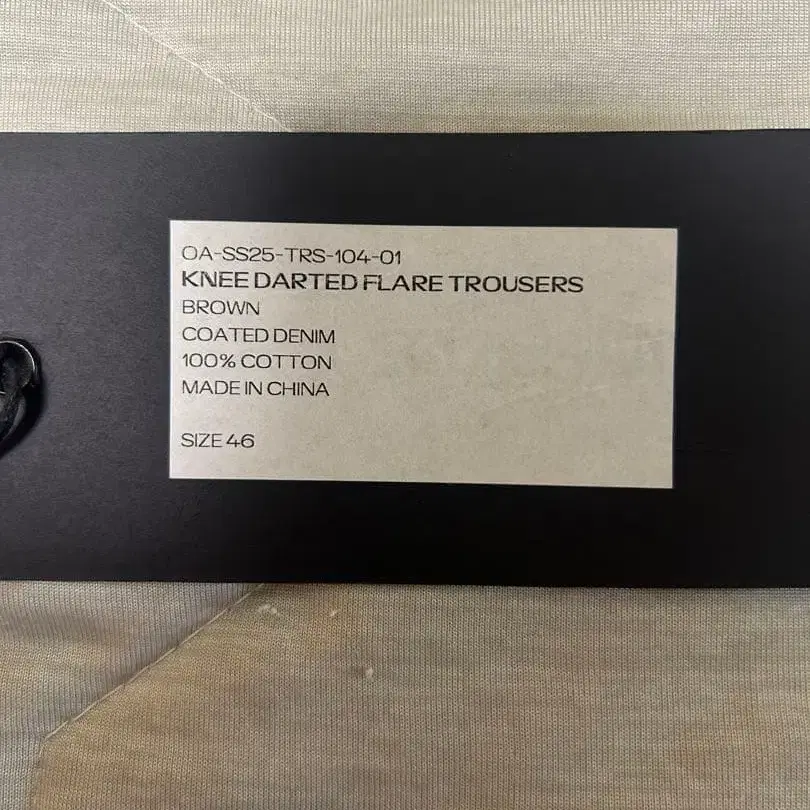 OA-SS25-TRS-104-01
KNEE DARTED FLARE TROUSERS
BROWN
COATED DENIM
100% COTTON
MADE IN CHINA
SIZE 46